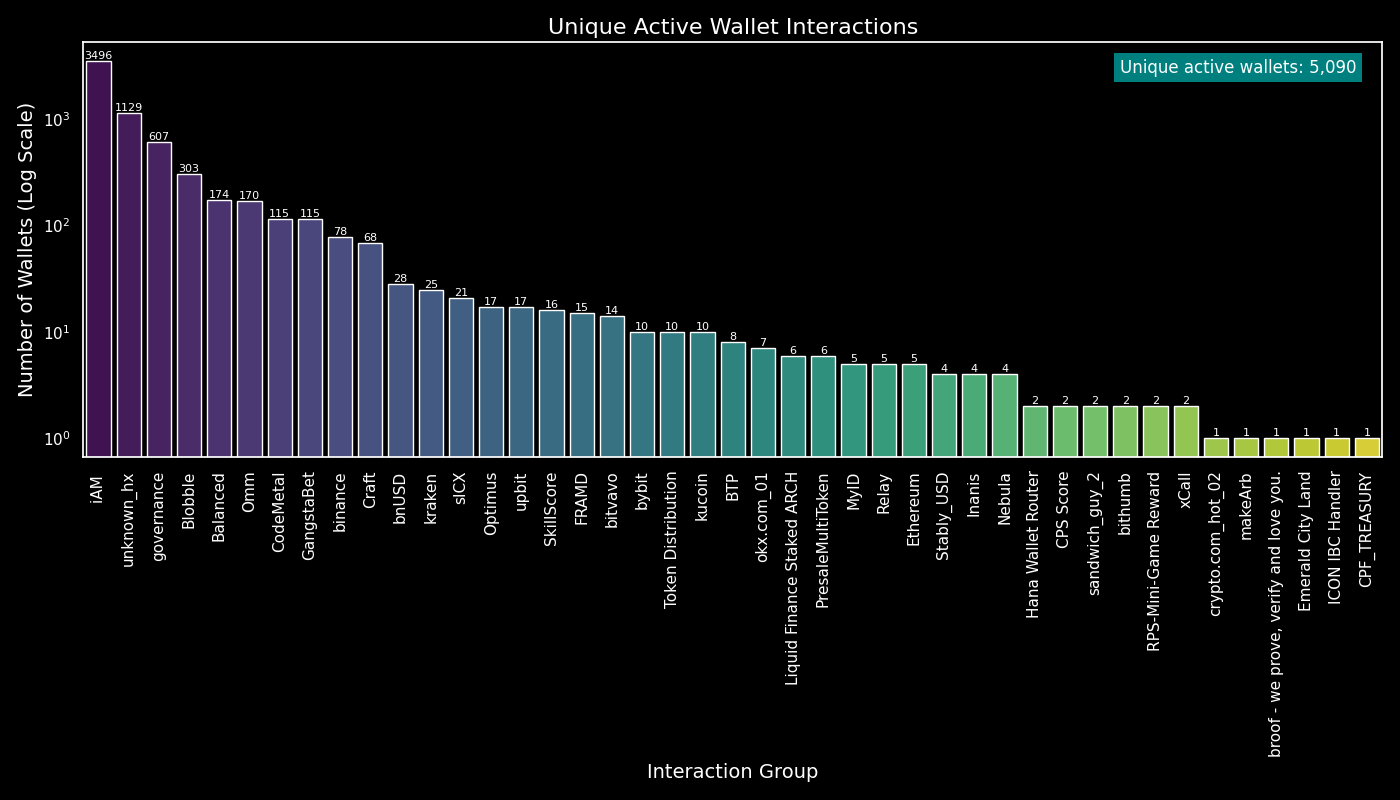 Unique Active Wallet Interactions
Unique active wallets: 5,090
Number of Wallets (Log Scale)
10³
10²
10¹
10⁰
3496
1129
607
303
174
170
115
115
78
68
28
25
21
17
17
16
15
14
10
10
10
8
7
6
6
5
5
5
4
4
4
2
2
2
2
2
2
1
1
1
1
1
1
iAM
unknown_hx
governance
Blobble
Balanced
Omm
CodeMetal
GangstaBet
binance
Craft
bnUSD
kraken
sICX
Optimus
upbit
SkillScore
FRAMD
bitvavo
bybit
Token Distribution
kucoin
BTP
okx.com_01
Liquid Finance Staked ARCH
PresaleMultiToken
MyID
Relay
Ethereum
Stably_USD
Inanis
Nebula
Hana Wallet Router
CPS Score
sandwich_guy_2
bithumb
RPS-Mini-Game Reward
xCall
crypto.com_hot_02
makeArb
broof - we prove, verify and love you.
Emerald City Land
ICON IBC Handler
CPF_TREASURY
Interaction Group